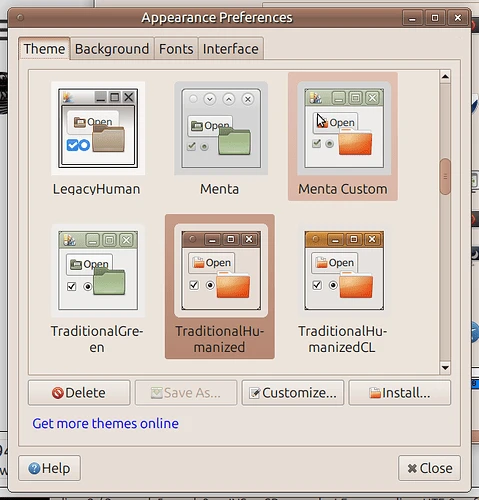 Appearance Preferences
Theme Background Fonts Interface
Open Open Open
LegacyHuman Menta Menta Custom
Open Open Open
TraditionalGre-
en
TraditionalHu-
manized
TraditionalHu-
manizedCL
Delete Save As... Customize... Install...
Get more themes online
Help Close